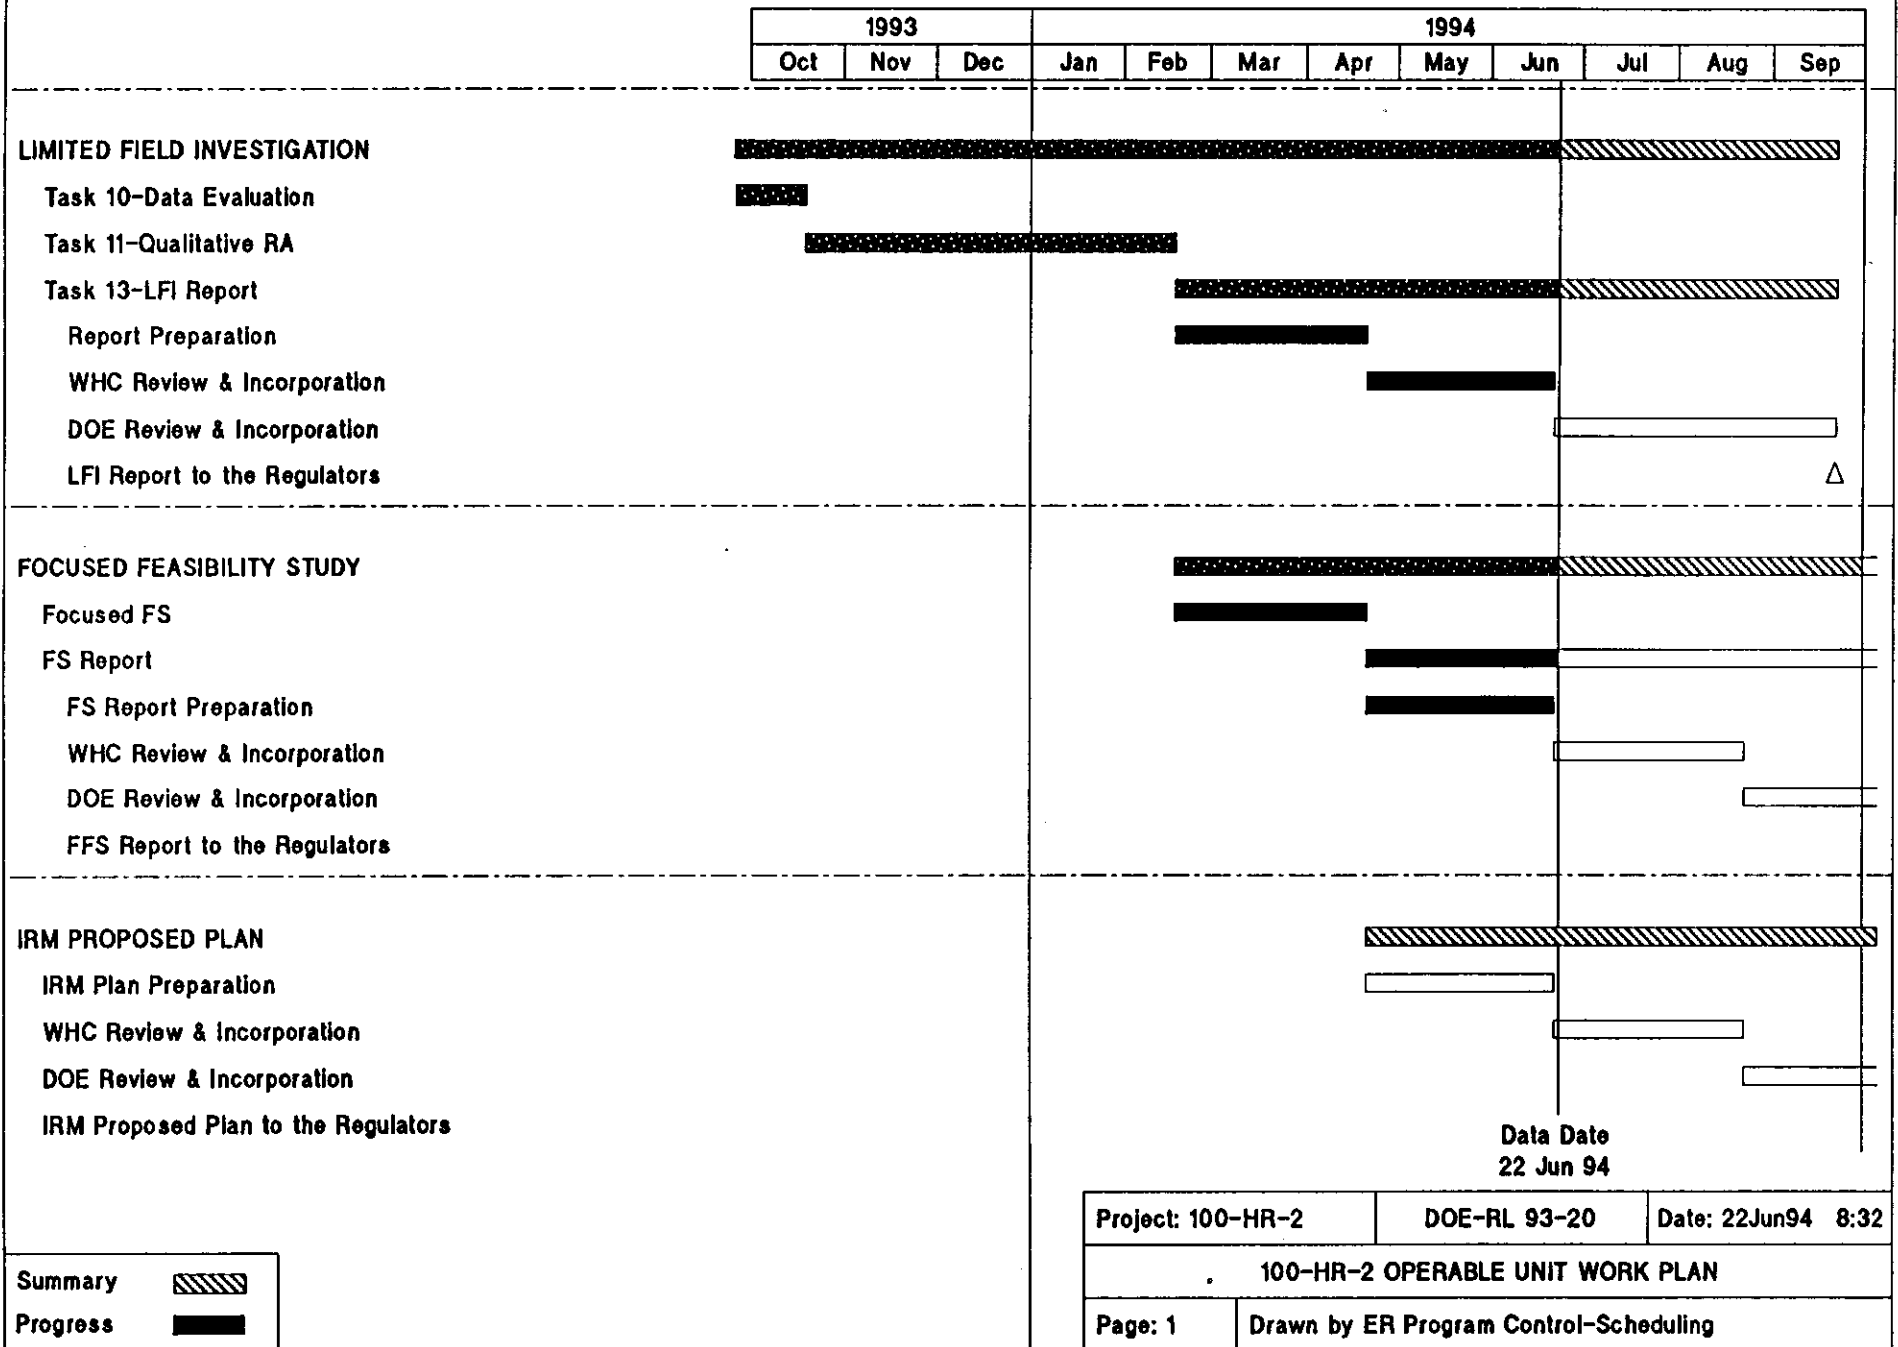 1993 1994
Oct Nov Dec Jan Feb Mar Apr May Jun Jul Aug Sep
LIMITED FIELD INVESTIGATION
Task 10-Data Evaluation
Task 11-Qualitative RA
Task 13-LFI Report
Report Preparation
WHC Review & Incorporation
DOE Review & Incorporation
LFI Report to the Regulators
FOCUSED FEASIBILITY STUDY
Focused FS
FS Report
FS Report Preparation
WHC Review & Incorporation
DOE Review & Incorporation
FFS Report to the Regulators
IRM PROPOSED PLAN
IRM Plan Preparation
WHC Review & Incorporation
DOE Review & Incorporation
IRM Proposed Plan to the Regulators
Data Date
22 Jun 94
Project: 100-HR-2 DOE-RL 93-20 Date: 22Jun94 8:32
100-HR-2 OPERABLE UNIT WORK PLAN
Page: 1 Drawn by ER Program Control-Scheduling
Summary
Progress